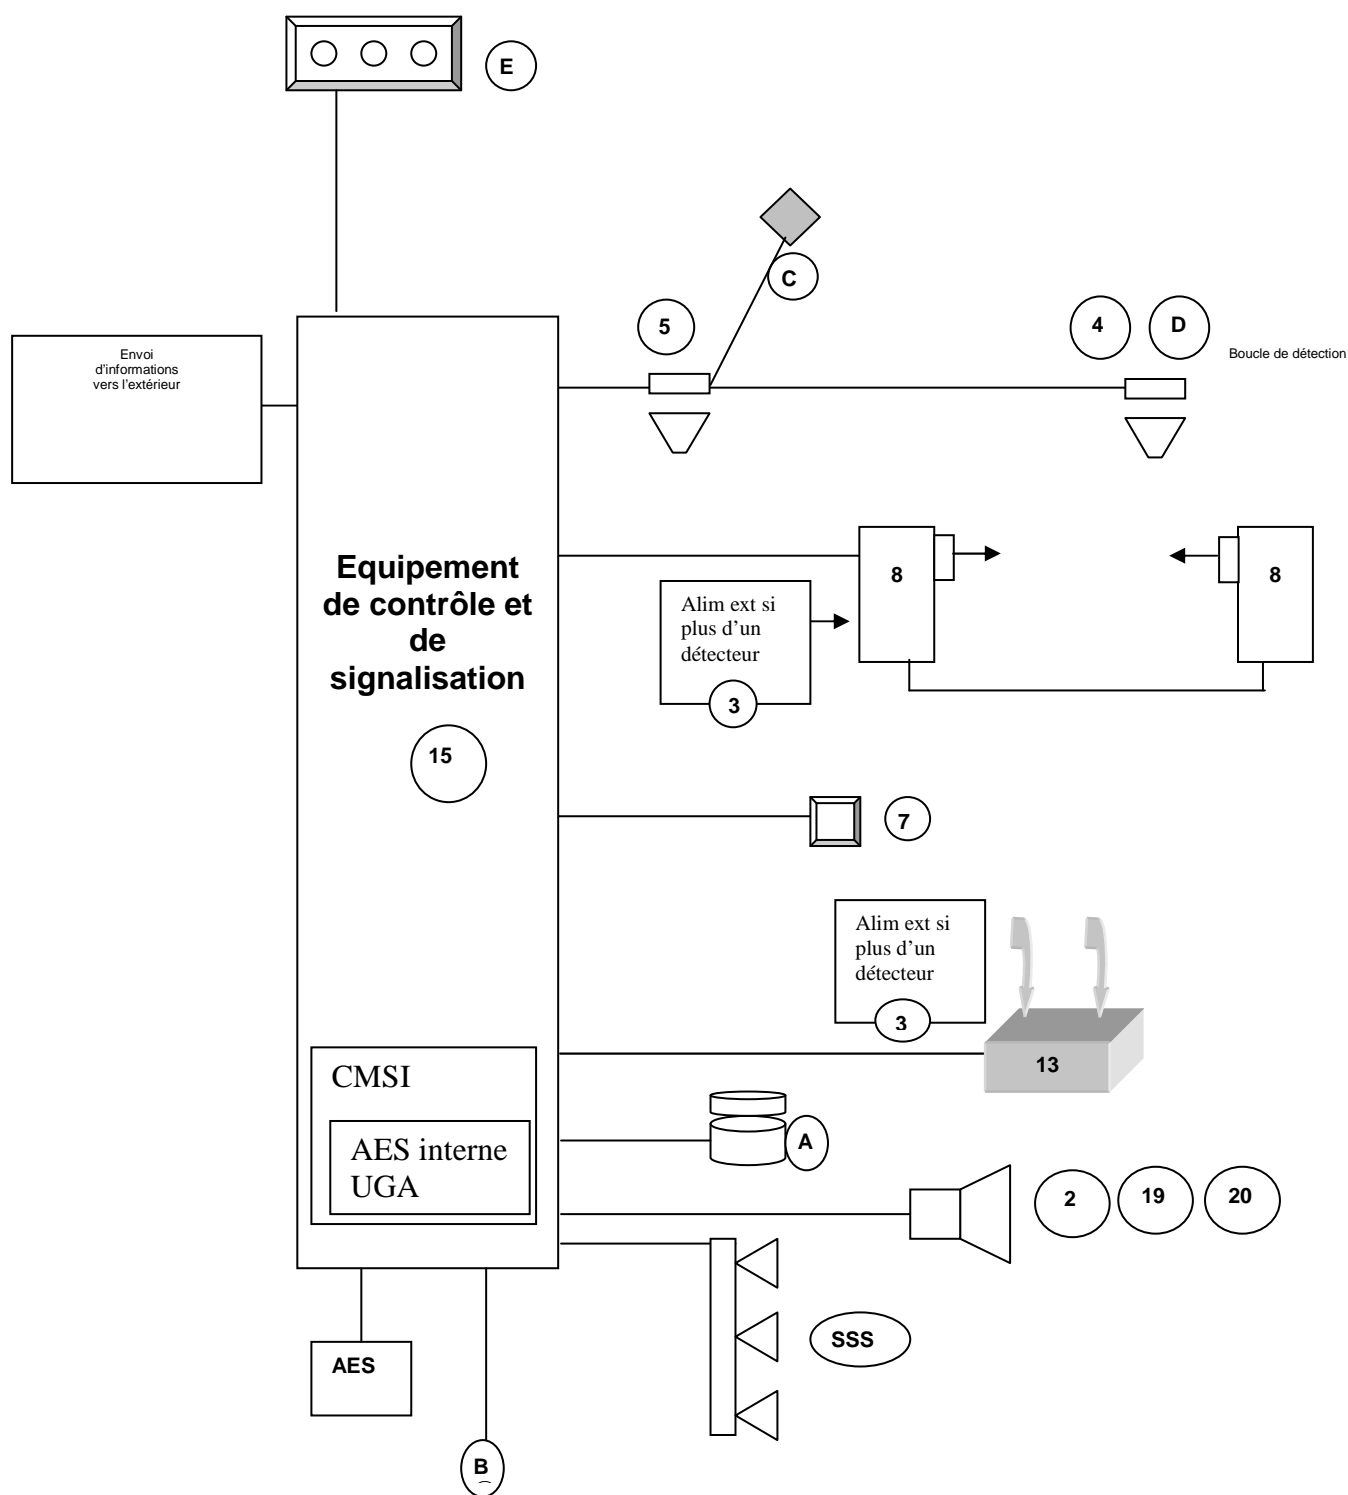 E
C
5
4
D
Boucle de détection
Envoi
d'informations
vers l'extérieur
Equipement
de contrôle et
de
signalisation
15
8
8
Alim ext si
plus d'un
détecteur
3
7
Alim ext si
plus d'un
détecteur
3
13
CMSI
AES interne
UGA
A
2
19
20
SSS
AES
B